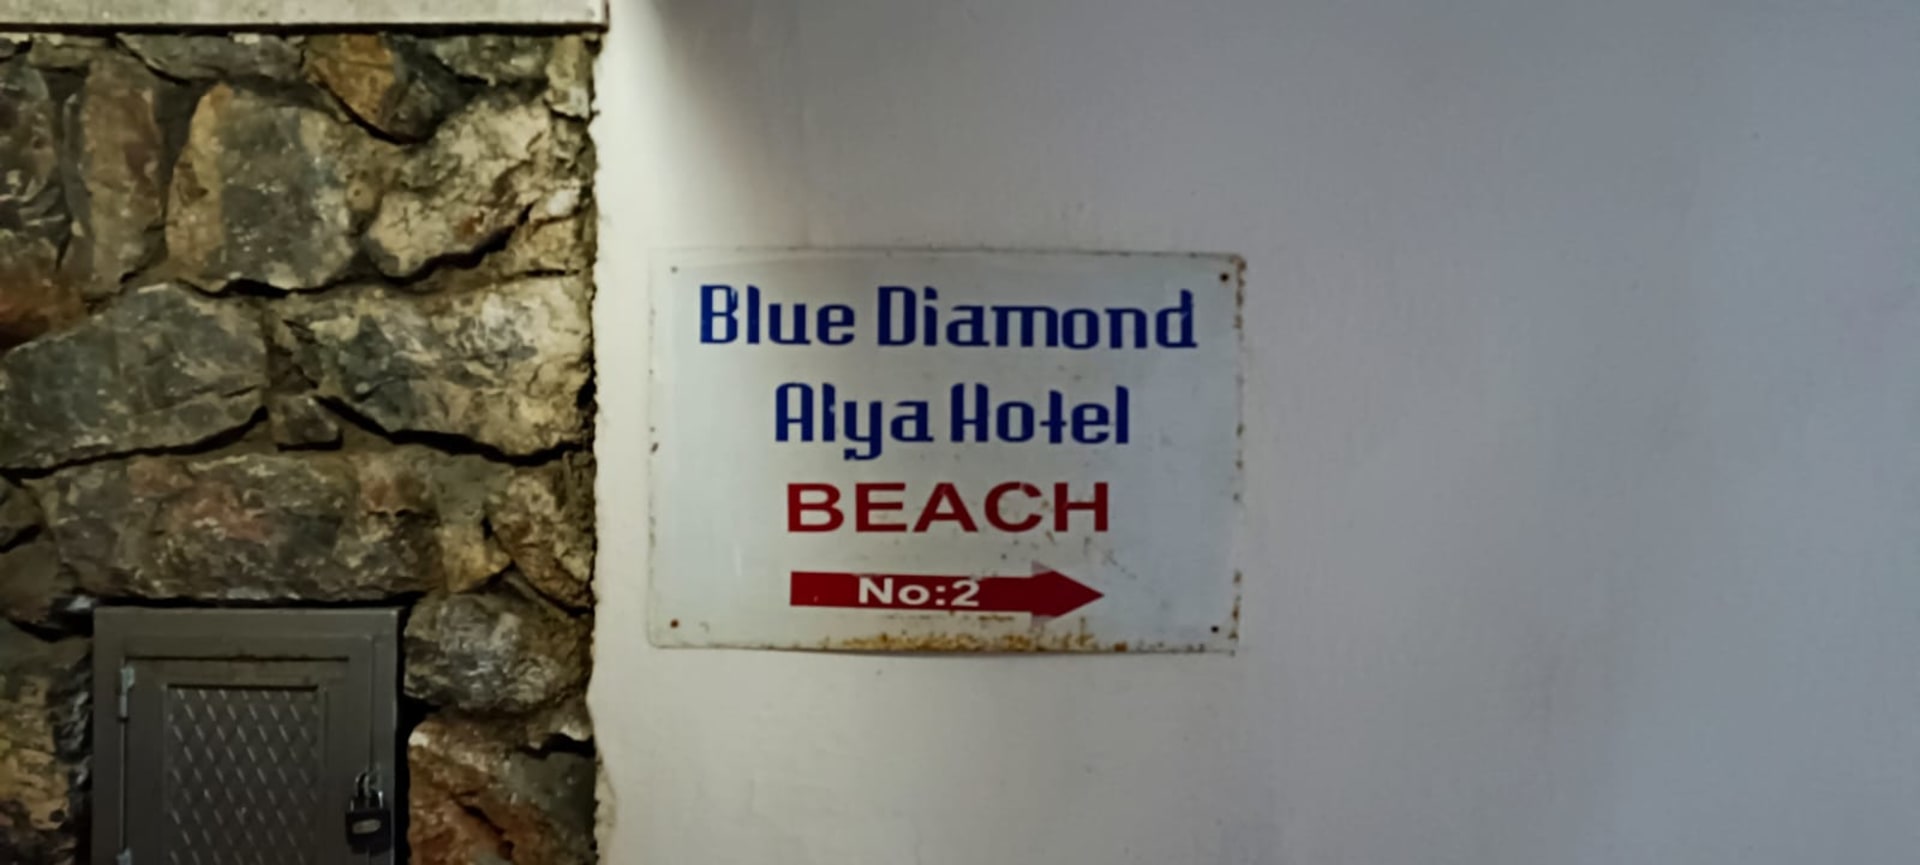 Blue Diamond
Alya Hotel
BEACH
No:2